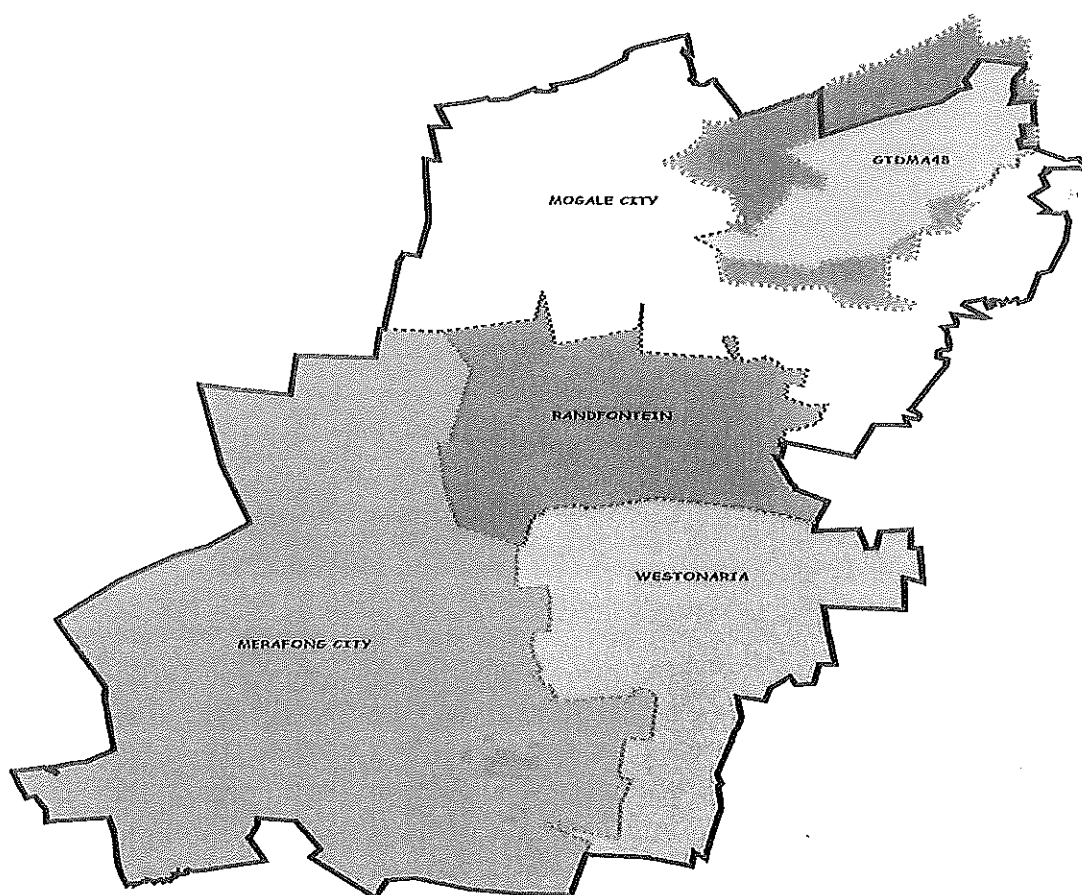 GTDMA48
MOGALE CITY
RANDFONTEIN
WESTONARIA
MERAFONG CITY